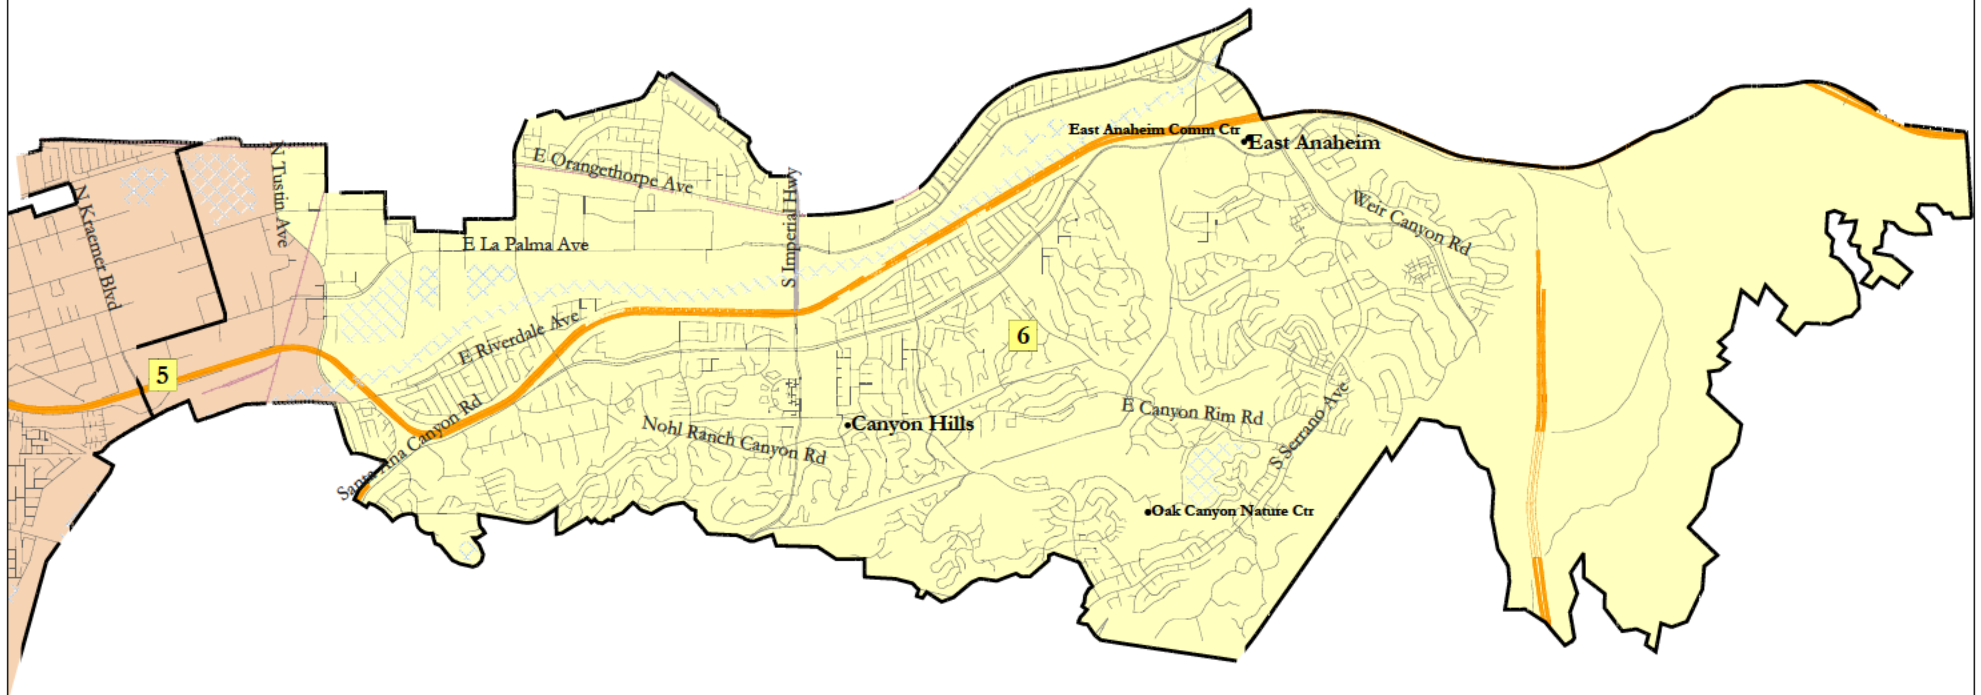 East Anaheim Comm Ctr
East Anaheim
N Tustin Ave
E Orangethorpe Ave
N Kraemer Blvd
S Imperial Hwy
Weir Canyon Rd
E La Palma Ave
E Riverdale Ave
6
5
E Canyon Rim Rd
S Serrano Ave
Canyon Hills
Nohl Ranch Canyon Rd
Santa Ana Canyon Rd
Oak Canyon Nature Ctr